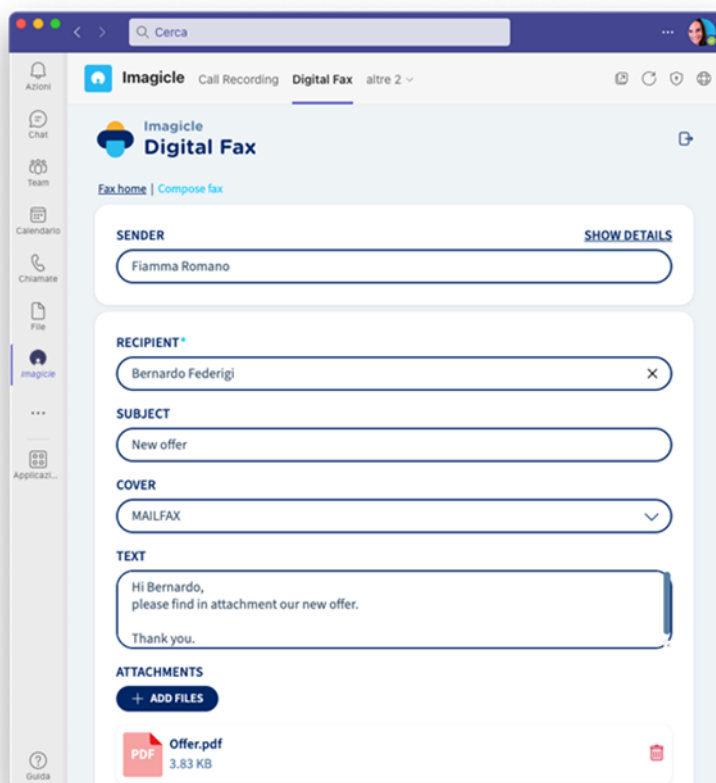 Cerca
Azioni
Chat
Team
Calendario
Chiamate
File
Imagicle
Applicazi...
Guida
Imagicle Call Recording Digital Fax altre 2
Imagicle
Digital Fax
Fax home | Compose fax
SENDER SHOW DETAILS
Fiamma Romano
RECIPIENT*
Bernardo Federigi
SUBJECT
New offer
COVER
MAILFAX
TEXT
Hi Bernardo,
please find in attachment our new offer.
Thank you.
ATTACHMENTS
+ ADD FILES
PDF Offer.pdf
3.83 KB